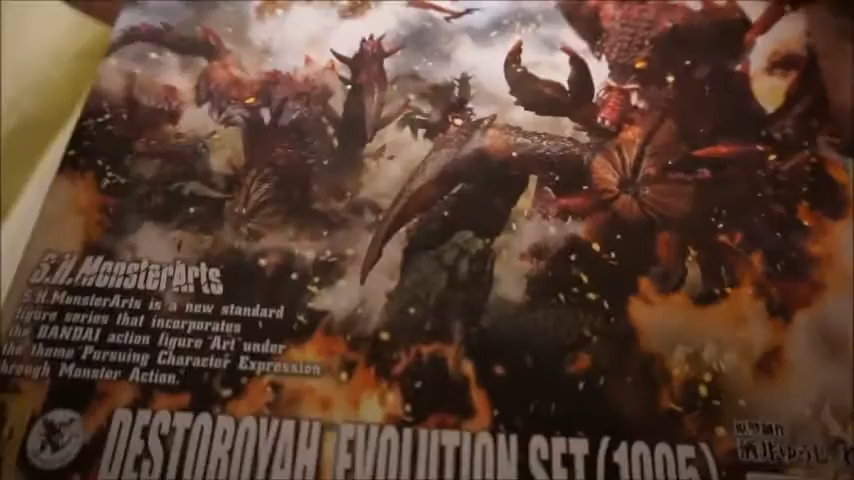 S.H.MonsterArts
S.H.MonsterArts is a new standard
figure series that incorporates
the BANDAI action figure "Art" under
the theme "Pursuing Character Expression
through Monster Action."
DESTOROYAH EVOLUTION SET (1995)